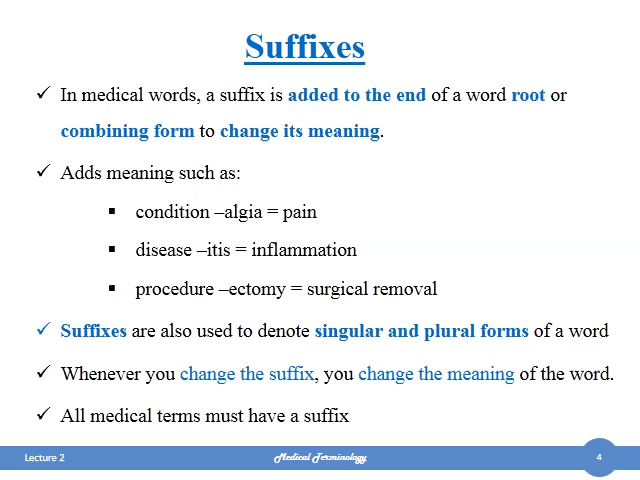 Suffixes
✓ In medical words, a suffix is added to the end of a word root or
combining form to change its meaning.
✓ Adds meaning such as:
▪ condition –algia = pain
▪ disease –itis = inflammation
▪ procedure –ectomy = surgical removal
✓ Suffixes are also used to denote singular and plural forms of a word
✓ Whenever you change the suffix, you change the meaning of the word.
✓ All medical terms must have a suffix
Lecture 2 Medical Terminology 4